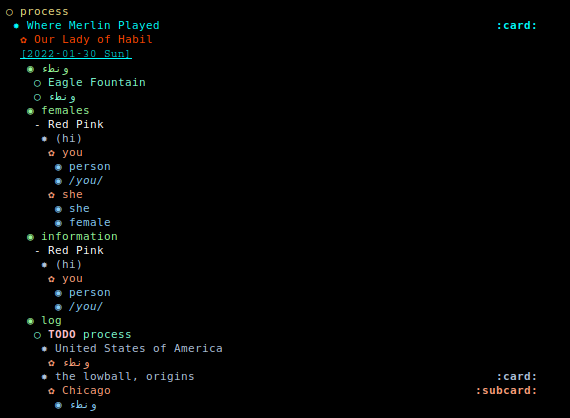 process
Where Merlin Played :card:
Our Lady of Habil
[2022-01-30 Sun]
ونطء
Eagle Fountain
ونطء
females
- Red Pink
(hi)
you
person
/you/
she
she
female
information
- Red Pink
(hi)
you
person
/you/
log
TODO process
United States of America
ونطء
the lowball, origins :card:
Chicago :subcard:
ونطء